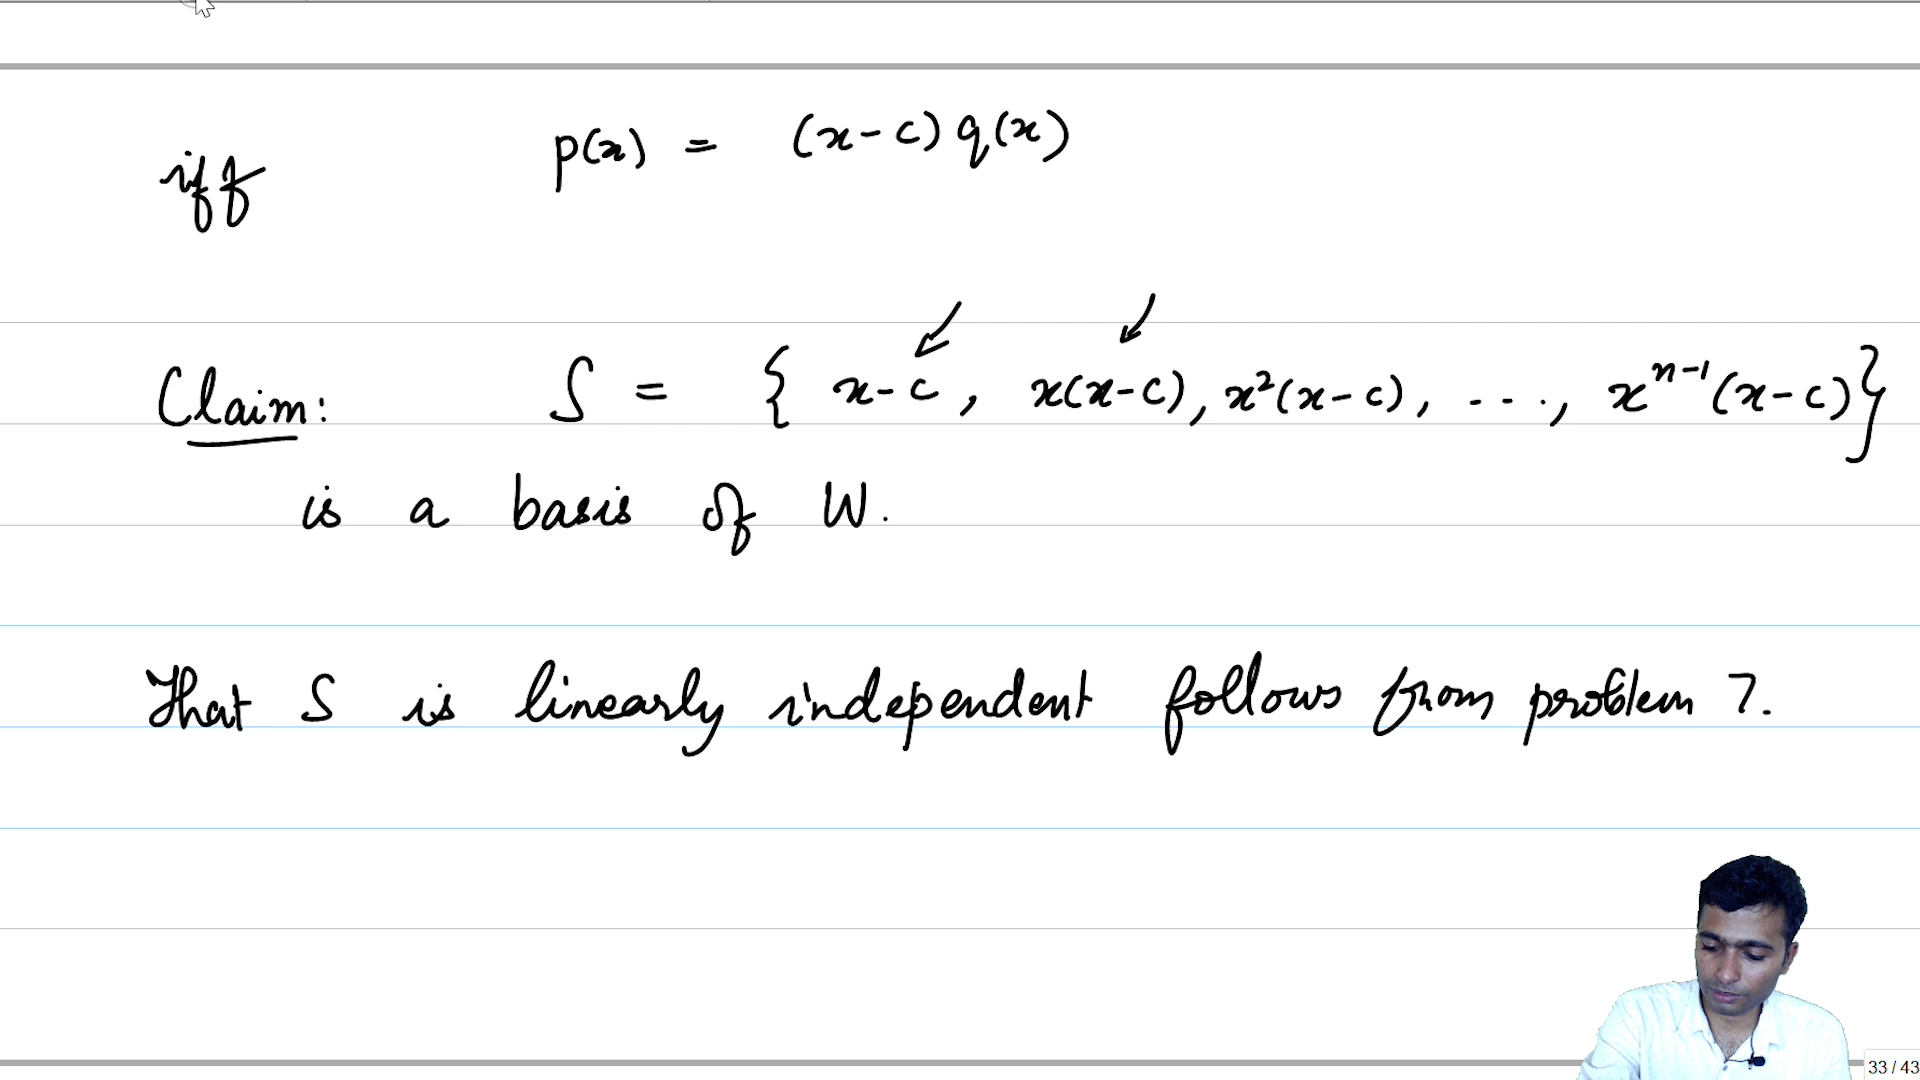 p(x) = (x-c) q(x)
iff
Claim: S = { x-c, x(x-c), x²(x-c), ..., xⁿ⁻¹(x-c)}
is a basis of W.
That S is linearly independent follows from problem 7.
33 / 43